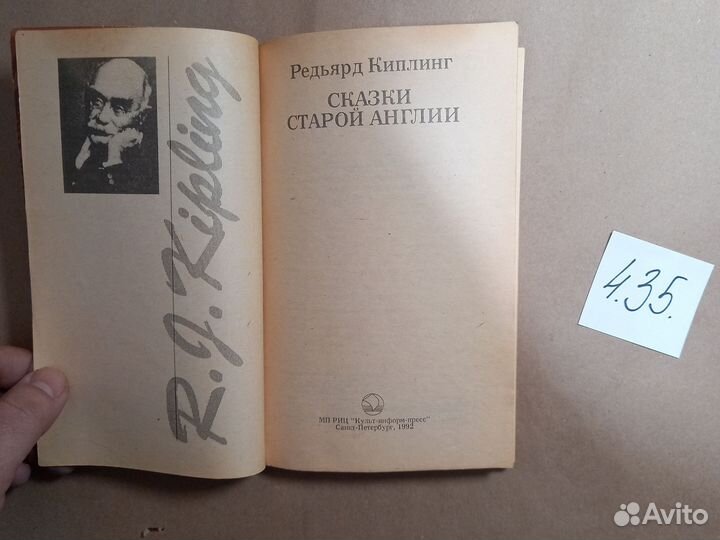 R. J. Kipling
Редьярд Киплинг
СКАЗКИ
СТАРОЙ АНГЛИИ
МП РИЦ "Культ-информ-пресс"
Санкт-Петербург, 1992
4.35.
Avito